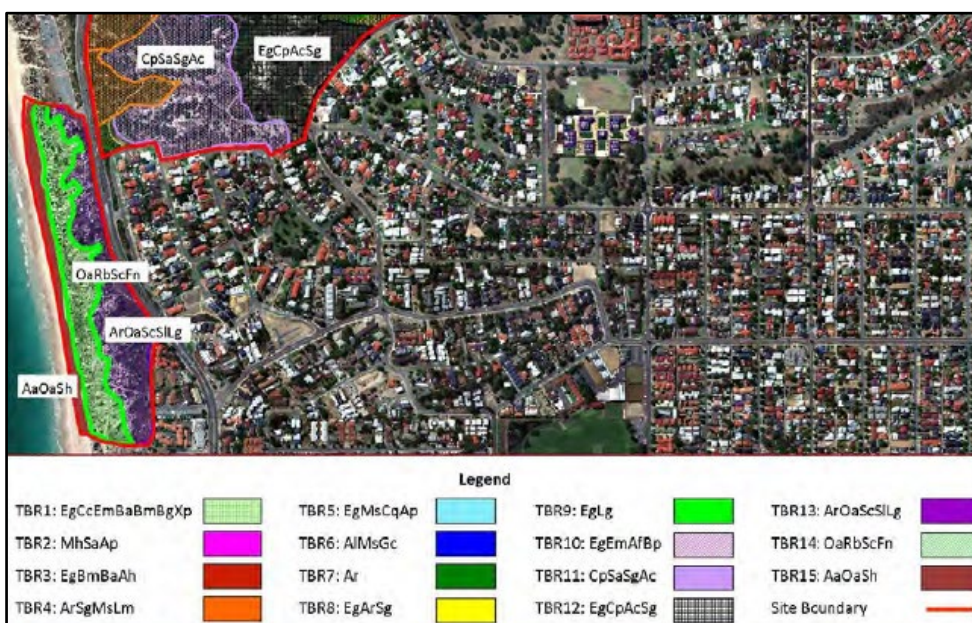 CpSaSgAc
EgCpAcSg
OaRbScFn
ArOaScSlLg
AaOaSh
Legend
TBR1: EgCcEmBaBmBgXp
TBR5: EgMsCqAp
TBR9: EgLg
TBR13: ArOaScSlLg
TBR2: MhSaAp
TBR6: AlMsGc
TBR10: EgEmAfBp
TBR14: OaRbScFn
TBR3: EgBmBaAh
TBR7: Ar
TBR11: CpSaSgAc
TBR15: AaOaSh
TBR4: ArSgMsLm
TBR8: EgArSg
TBR12: EgCpAcSg
Site Boundary